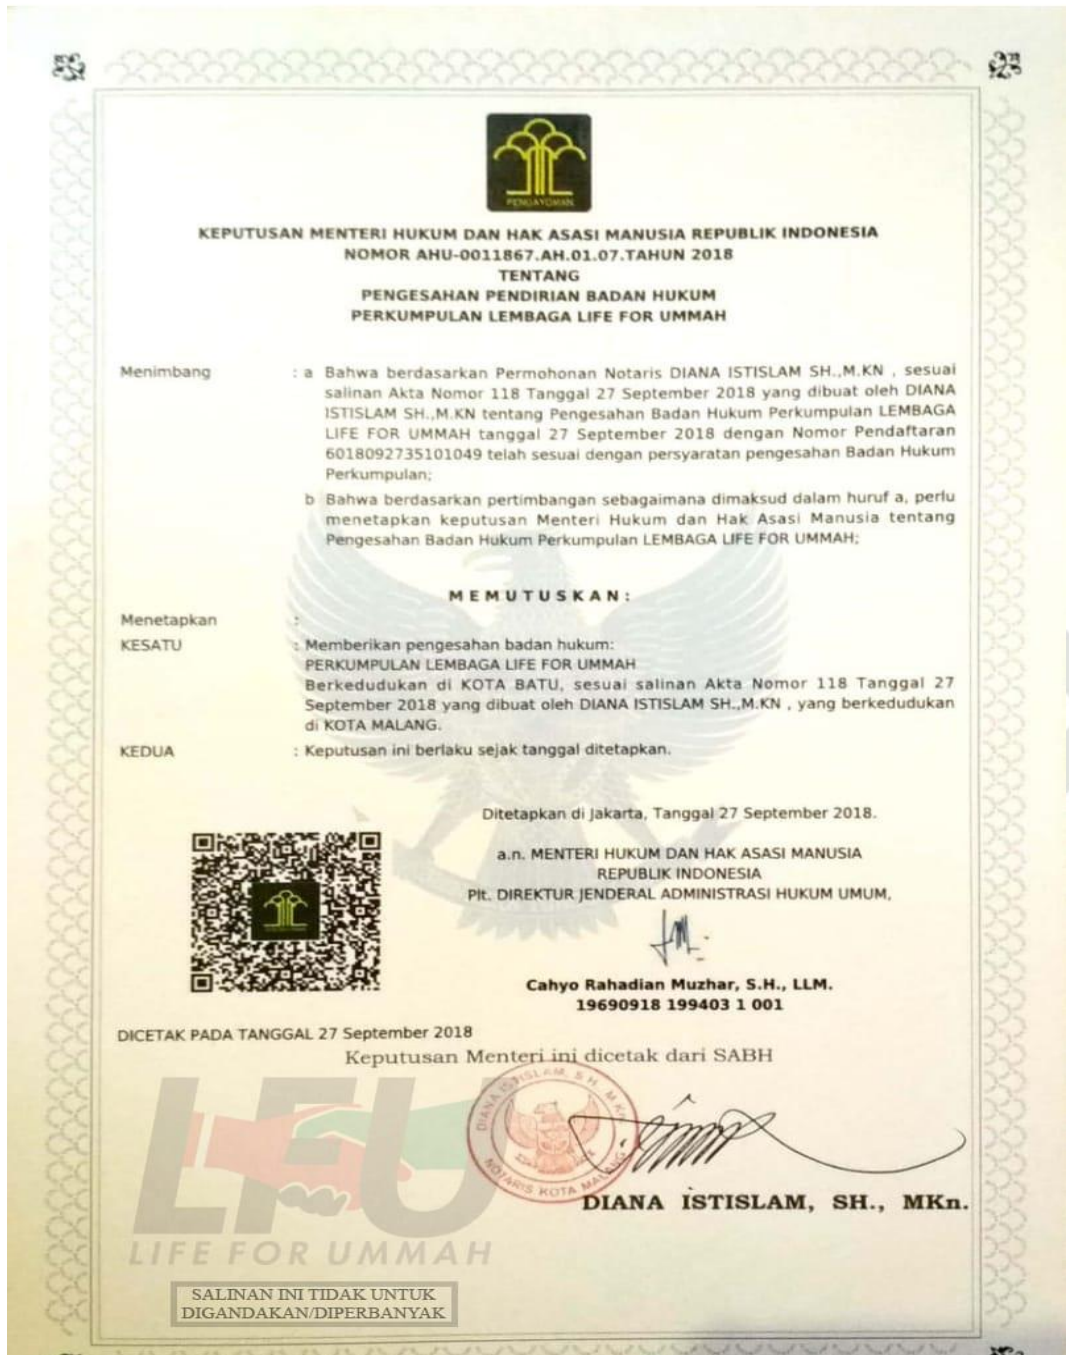 PENGAYOMAN
KEPUTUSAN MENTERI HUKUM DAN HAK ASASI MANUSIA REPUBLIK INDONESIA
NOMOR AHU-0011867.AH.01.07.TAHUN 2018
TENTANG
PENGESAHAN PENDIRIAN BADAN HUKUM
PERKUMPULAN LEMBAGA LIFE FOR UMMAH
Menimbang : a Bahwa berdasarkan Permohonan Notaris DIANA ISTISLAM SH.,M.KN , sesuai
salinan Akta Nomor 118 Tanggal 27 September 2018 yang dibuat oleh DIANA
ISTISLAM SH.,M.KN tentang Pengesahan Badan Hukum Perkumpulan LEMBAGA
LIFE FOR UMMAH tanggal 27 September 2018 dengan Nomor Pendaftaran
6018092735101049 telah sesuai dengan persyaratan pengesahan Badan Hukum
Perkumpulan;
b Bahwa berdasarkan pertimbangan sebagaimana dimaksud dalam huruf a, perlu
menetapkan keputusan Menteri Hukum dan Hak Asasi Manusia tentang
Pengesahan Badan Hukum Perkumpulan LEMBAGA LIFE FOR UMMAH;
M E M U T U S K A N :
Menetapkan :
KESATU : Memberikan pengesahan badan hukum:
PERKUMPULAN LEMBAGA LIFE FOR UMMAH
Berkedudukan di KOTA BATU, sesuai salinan Akta Nomor 118 Tanggal 27
September 2018 yang dibuat oleh DIANA ISTISLAM SH.,M.KN , yang berkedudukan
di KOTA MALANG.
KEDUA : Keputusan ini berlaku sejak tanggal ditetapkan.
Ditetapkan di Jakarta, Tanggal 27 September 2018.
a.n. MENTERI HUKUM DAN HAK ASASI MANUSIA
REPUBLIK INDONESIA
Plt. DIREKTUR JENDERAL ADMINISTRASI HUKUM UMUM,
Cahyo Rahadian Muzhar, S.H., LLM.
19690918 199403 1 001
DICETAK PADA TANGGAL 27 September 2018
Keputusan Menteri ini dicetak dari SABH
DIANA ISTISLAM, S H, M Kn
NOTARIS KOTA MALANG
DIANA ISTISLAM, SH., MKn.
LFU
LIFE FOR UMMAH
SALINAN INI TIDAK UNTUK
DIGANDAKAN/DIPERBANYAK